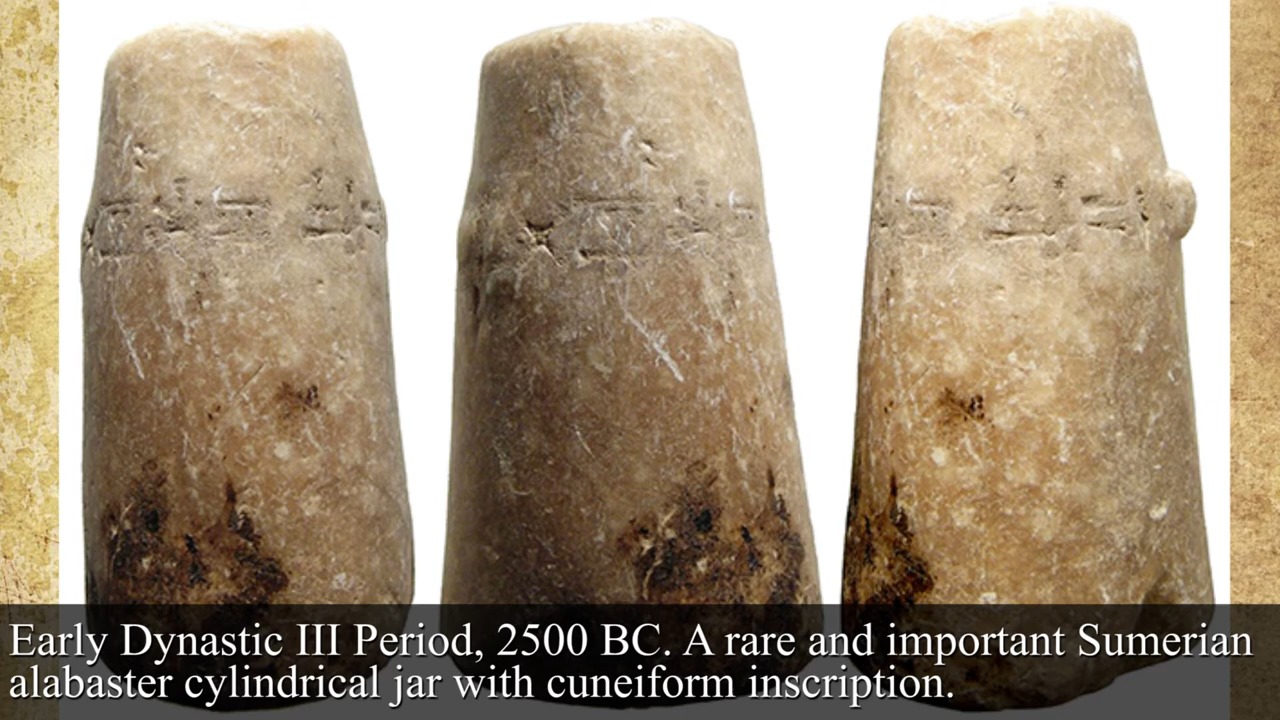 Early Dynastic III Period, 2500 BC. A rare and important Sumerian
alabaster cylindrical jar with cuneiform inscription.